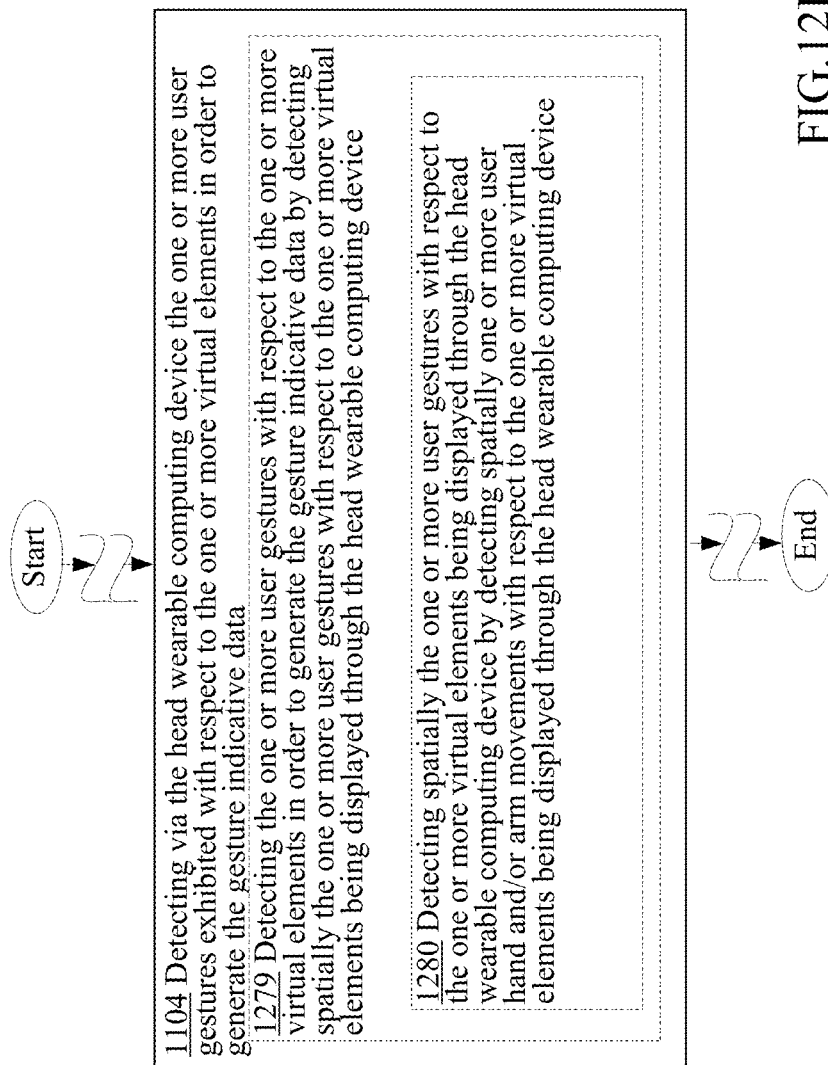 Start
1104 Detecting via the head wearable computing device the one or more user
gestures exhibited with respect to the one or more virtual elements in order to
generate the gesture indicative data
1279 Detecting the one or more user gestures with respect to the one or more
virtual elements in order to generate the gesture indicative data by detecting
spatially the one or more user gestures with respect to the one or more virtual
elements being displayed through the head wearable computing device
1280 Detecting spatially the one or more user gestures with respect to
the one or more virtual elements being displayed through the head
wearable computing device by detecting spatially one or more user
hand and/or arm movements with respect to the one or more virtual
elements being displayed through the head wearable computing device
End
FIG.12